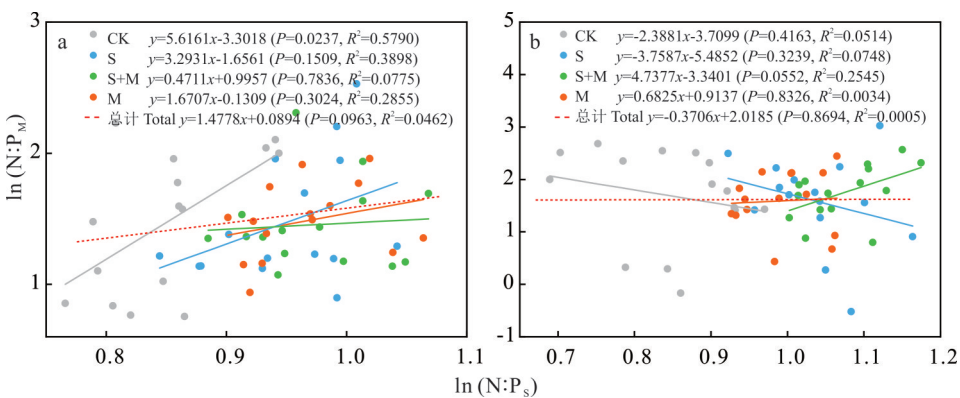 a
CK y=5.6161x-3.3018 (P=0.0237, R²=0.5790)
S y=3.2931x-1.6561 (P=0.1509, R²=0.3898)
S+M y=0.4711x+0.9957 (P=0.7836, R²=0.0775)
M y=1.6707x-0.1309 (P=0.3024, R²=0.2855)
总计 Total y=1.4778x+0.0894 (P=0.0963, R²=0.0462)
3
2
1
0.8 0.9 1.0 1.1
ln (N:P_M)
b
CK y=-2.3881x-3.7099 (P=0.4163, R²=0.0514)
S y=-3.7587x-5.4852 (P=0.3239, R²=0.0748)
S+M y=4.7377x-3.3401 (P=0.0552, R²=0.2545)
M y=0.6825x+0.9137 (P=0.8326, R²=0.0034)
总计 Total y=-0.3706x+2.0185 (P=0.8694, R²=0.0005)
5
4
3
2
1
0
-1
0.7 0.8 0.9 1.0 1.1 1.2
ln (N:P_S)